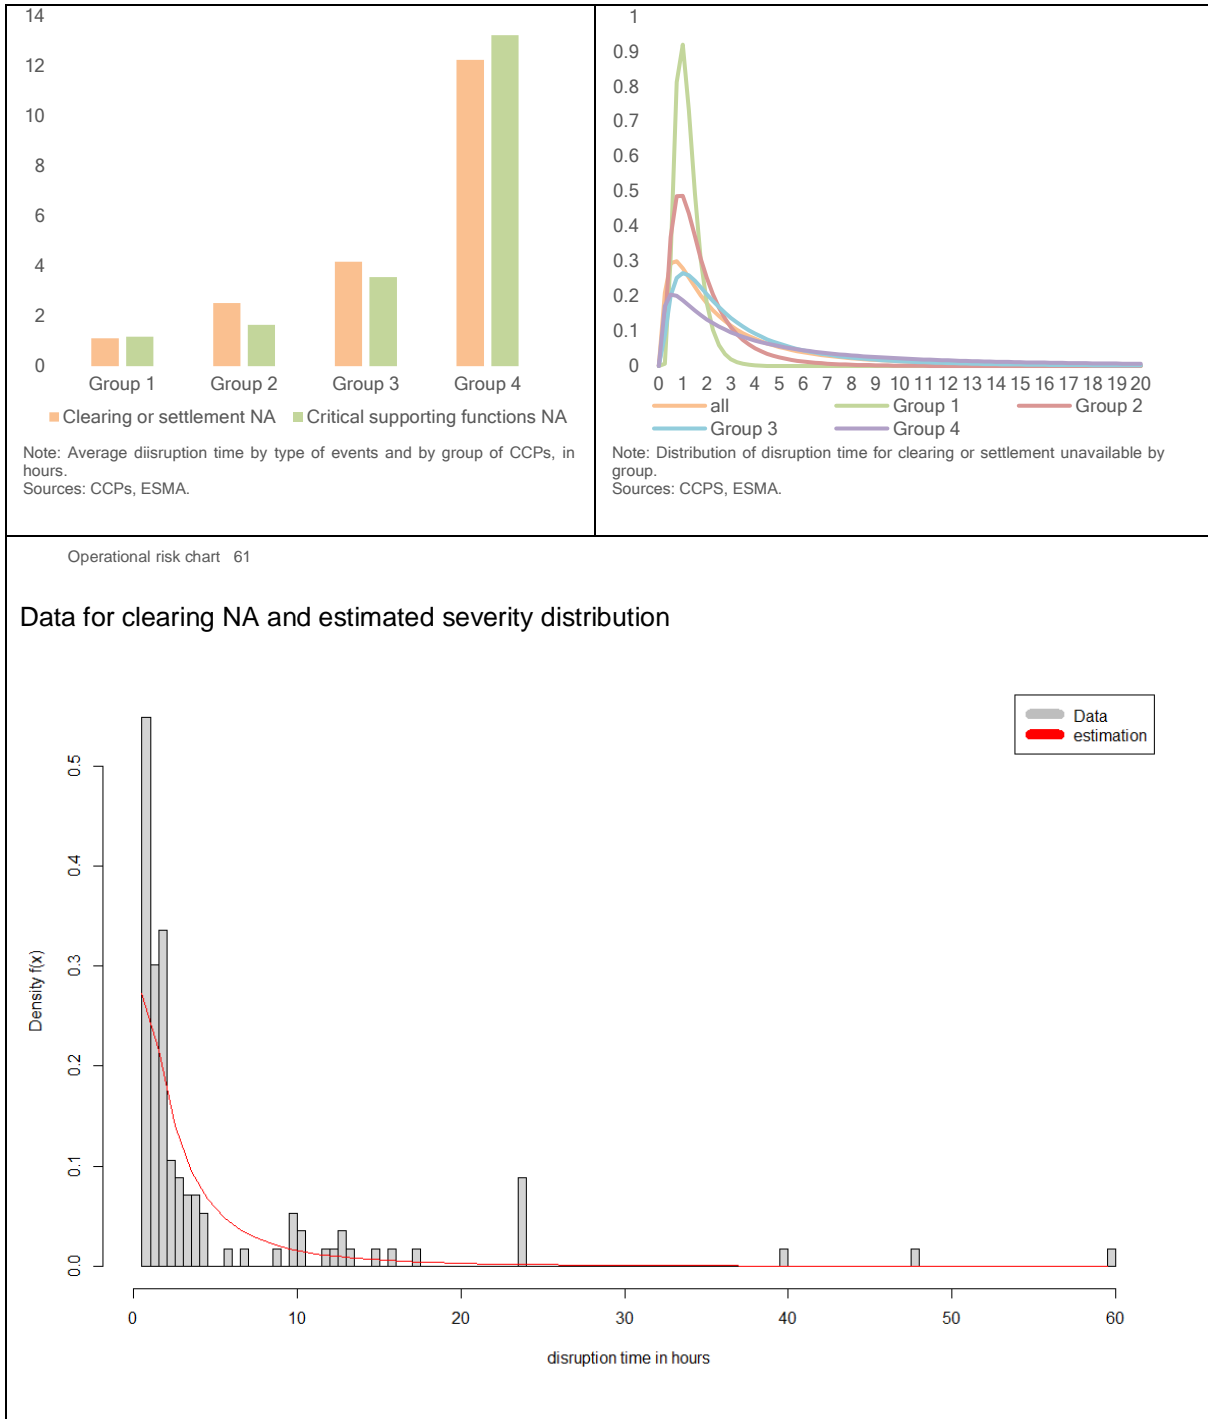 14
12
10
8
6
4
2
0
Group 1 Group 2 Group 3 Group 4
Clearing or settlement NA Critical supporting functions NA
Note: Average diisruption time by type of events and by group of CCPs, in
hours.
Sources: CCPs, ESMA.
1
0.9
0.8
0.7
0.6
0.5
0.4
0.3
0.2
0.1
0
0 1 2 3 4 5 6 7 8 9 10 11 12 13 14 15 16 17 18 19 20
all Group 1 Group 2
Group 3 Group 4
Note: Distribution of disruption time for clearing or settlement unavailable by
group.
Sources: CCPS, ESMA.
Operational risk chart 61
Data for clearing NA and estimated severity distribution
Data
estimation
Density f(x)
0.5
0.4
0.3
0.2
0.1
0.0
0 10 20 30 40 50 60
disruption time in hours